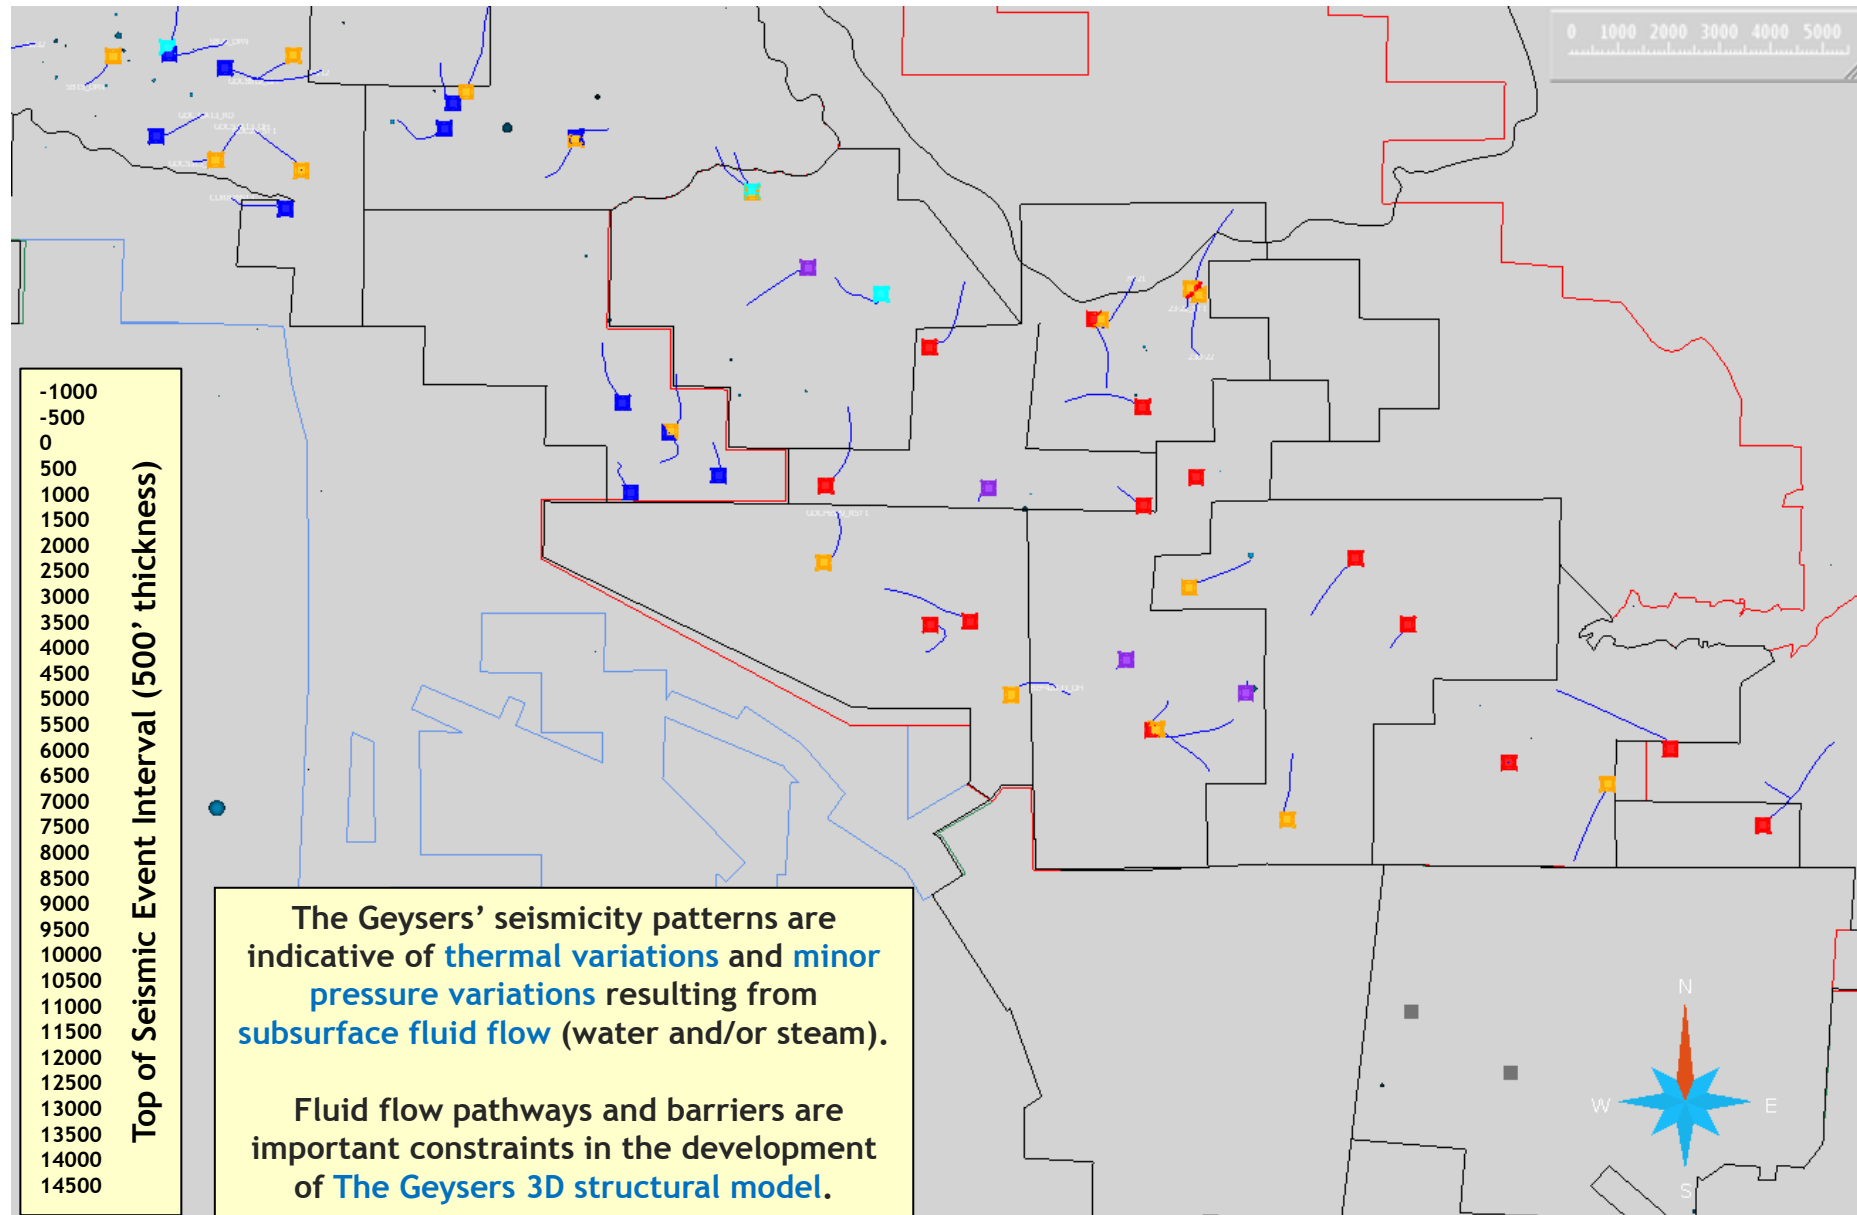 0 1000 2000 3000 4000 5000
-1000
-500
0
500
1000
1500
2000
2500
3000
3500
4000
4500
5000
5500
6000
6500
7000
7500
8000
8500
9000
9500
10000
10500
11000
11500
12000
12500
13000
13500
14000
14500
Top of Seismic Event Interval (500’ thickness)
The Geysers’ seismicity patterns are
indicative of thermal variations and minor
pressure variations resulting from
subsurface fluid flow (water and/or steam).
Fluid flow pathways and barriers are
important constraints in the development
of The Geysers 3D structural model.
N
W E
S